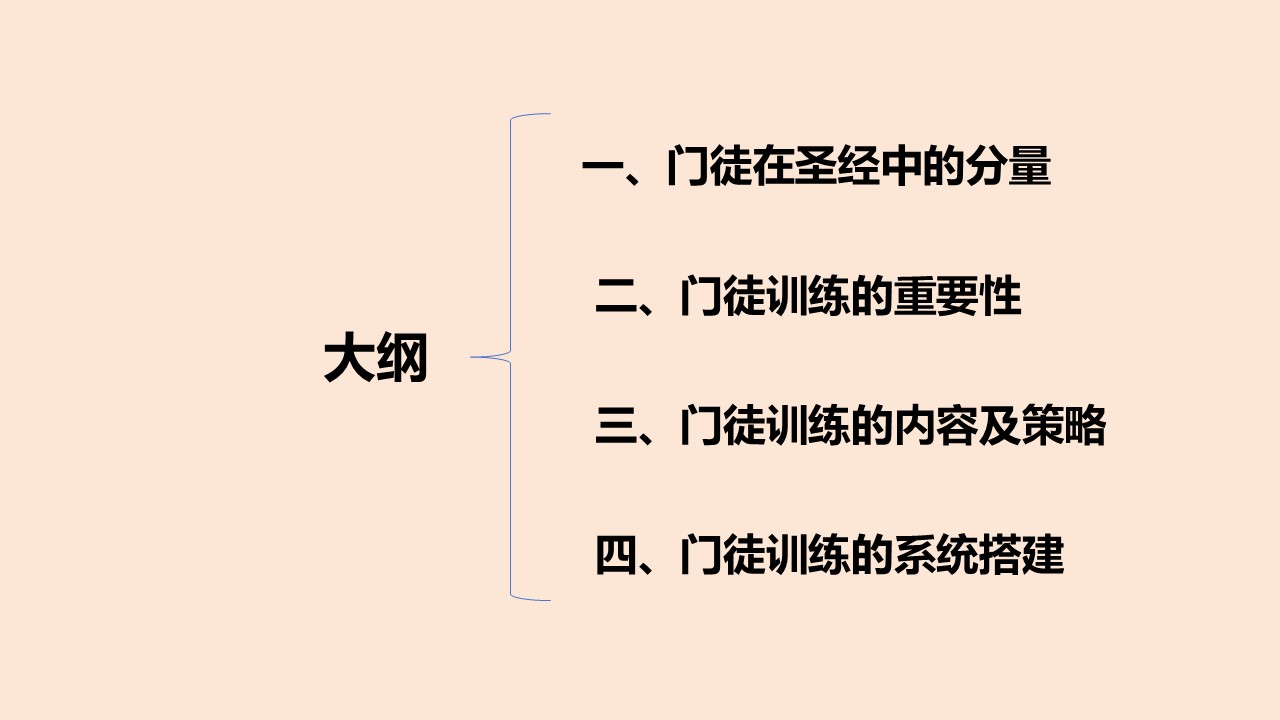 大纲
一、门徒在圣经中的分量
二、门徒训练的重要性
三、门徒训练的内容及策略
四、门徒训练的系统搭建